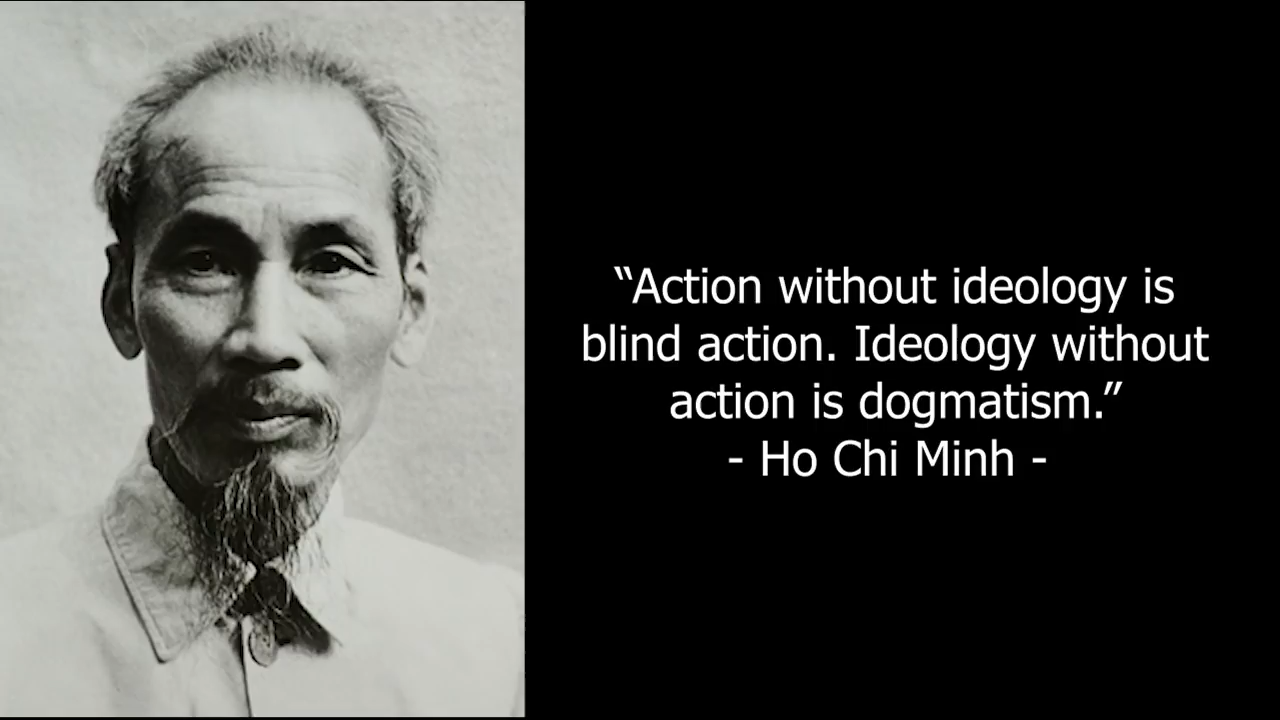 “Action without ideology is
blind action. Ideology without
action is dogmatism.”
- Ho Chi Minh -